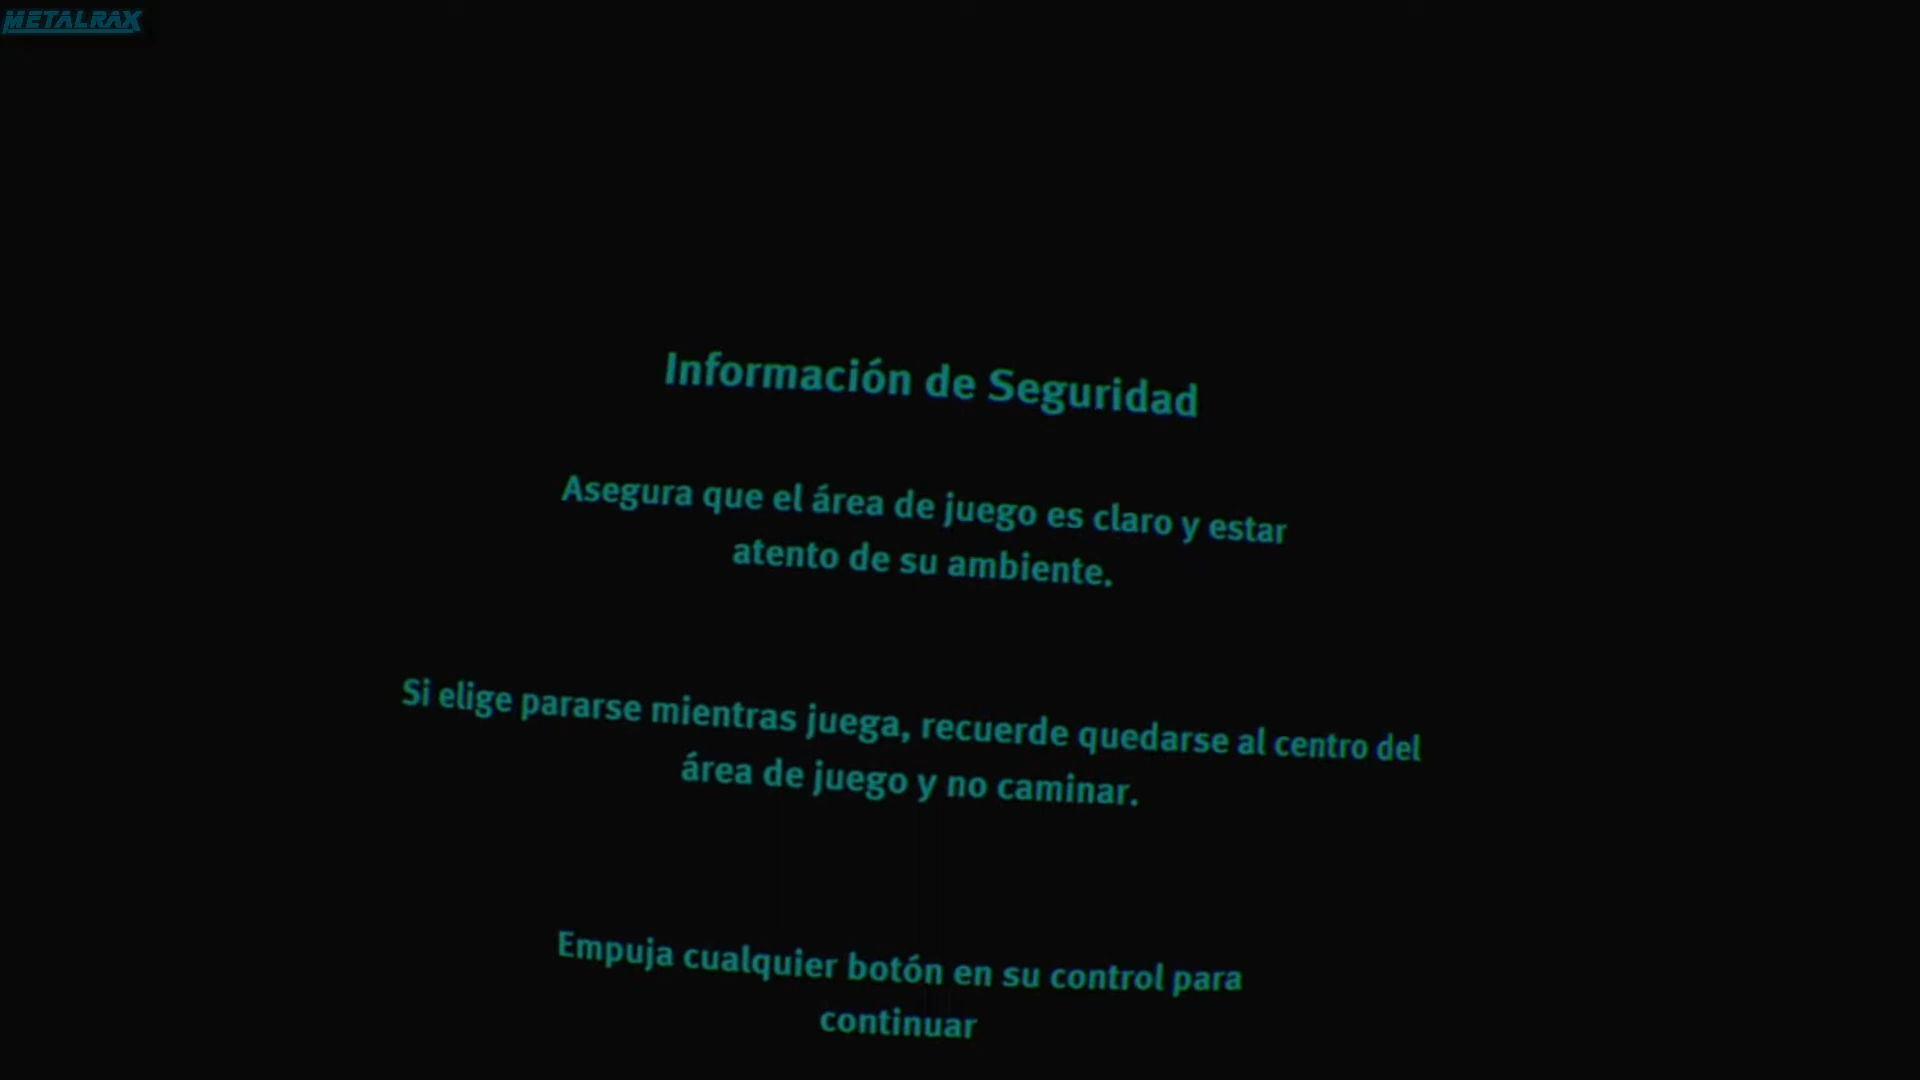 METALRAX
Información de Seguridad
Asegura que el área de juego es claro y estar
atento de su ambiente.
Si elige pararse mientras juega, recuerde quedarse al centro del
área de juego y no caminar.
Empuja cualquier botón en su control para
continuar